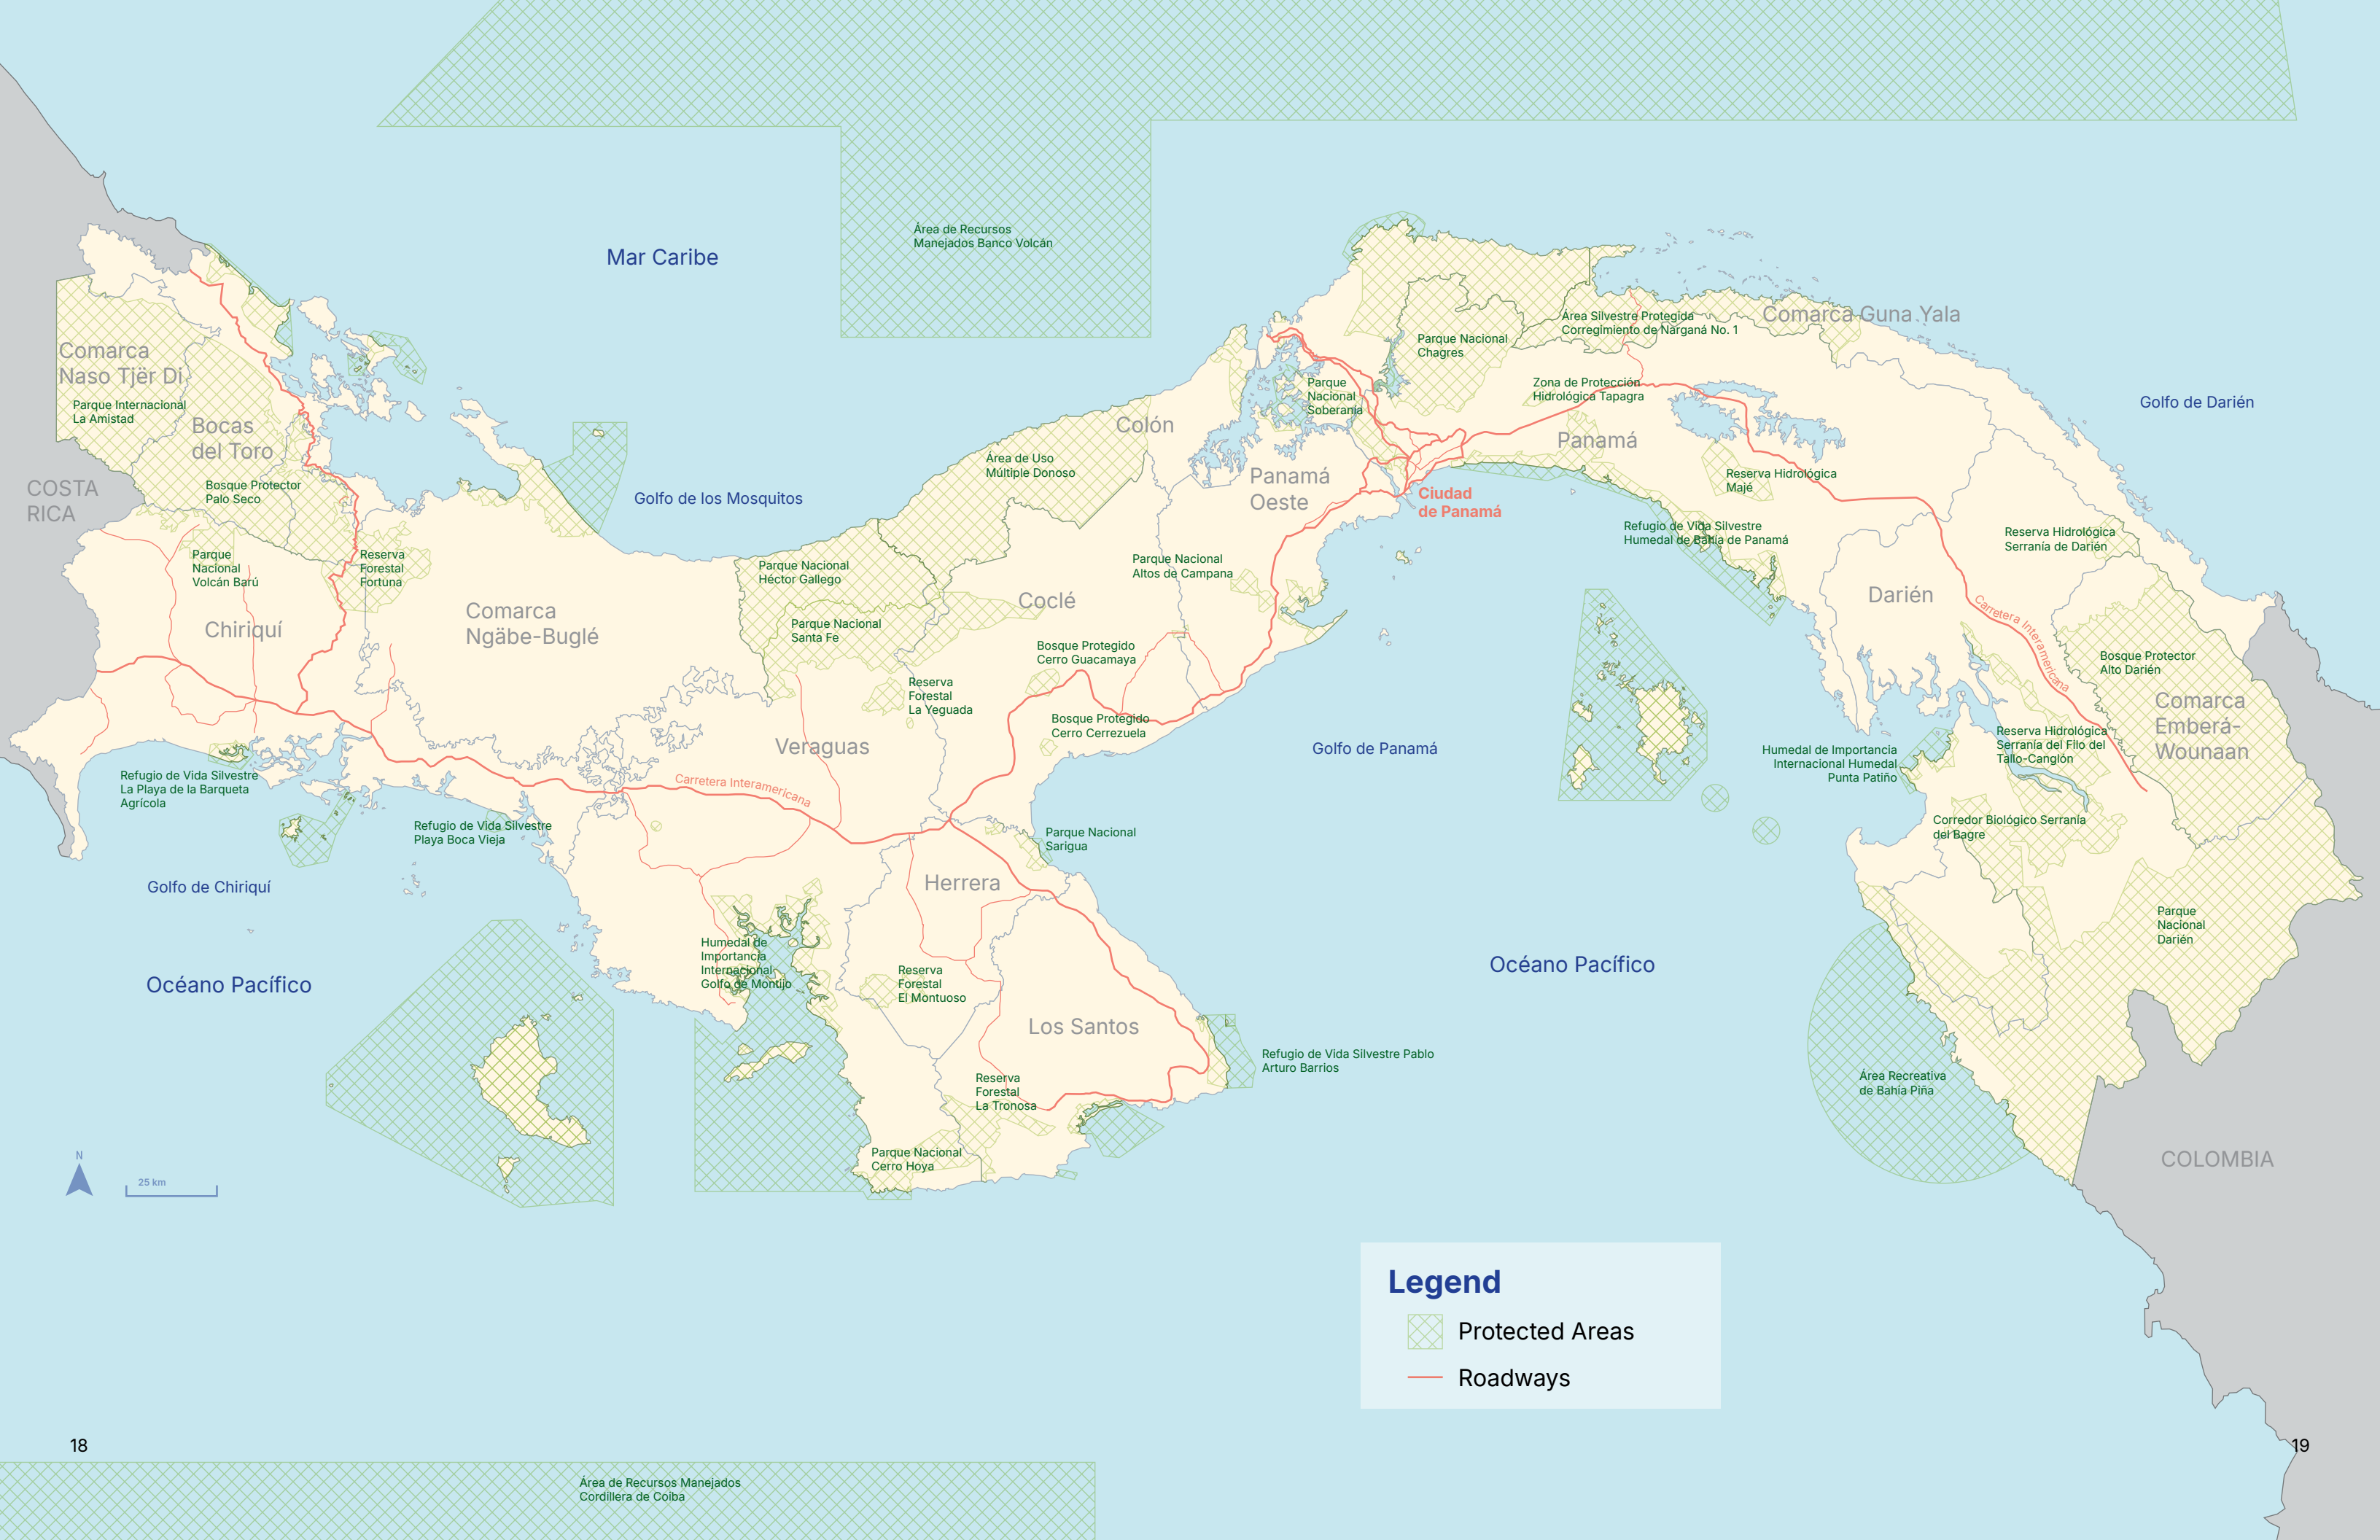 Área de Recursos
Manejados Banco Volcán
Mar Caribe
Comarca
Naso Tjër Di
Parque Internacional
La Amistad
Bocas
del Toro
Bosque Protector
Palo Seco
COSTA
RICA
Parque
Nacional
Volcán Barú
Reserva
Forestal
Fortuna
Chiriquí
Comarca
Ngäbe-Buglé
Golfo de los Mosquitos
Parque Nacional
Héctor Gallego
Parque Nacional
Santa Fe
Área de Uso
Múltiple Donoso
Colón
Coclé
Parque Nacional
Altos de Campana
Panamá
Oeste
Parque
Nacional
Soberanía
Parque Nacional
Chagres
Área Silvestre Protegida
Corregimiento de Narganá No. 1
Comarca Guna Yala
Zona de Protección
Hidrológica Tapagra
Panamá
Golfo de Darién
Ciudad
de Panamá
Reserva Hidrológica
Majé
Refugio de Vida Silvestre
Humedal de Bahía de Panamá
Reserva Hidrológica
Serranía de Darién
Darién
Carretera Interamericana
Bosque Protector
Alto Darién
Comarca
Emberá-
Wounaan
Reserva Hidrológica
Serranía del Filo del
Tallo-Canglón
Humedal de Importancia
Internacional Humedal
Punta Patiño
Corredor Biológico Serranía
del Bagre
Parque
Nacional
Darién
Área Recreativa
de Bahía Piña
COLOMBIA
Bosque Protegido
Cerro Guacamaya
Reserva
Forestal
La Yeguada
Bosque Protegido
Cerro Cerrezuela
Veraguas
Carretera Interamericana
Golfo de Panamá
Refugio de Vida Silvestre
La Playa de la Barqueta
Agrícola
Refugio de Vida Silvestre
Playa Boca Vieja
Golfo de Chiriquí
Océano Pacífico
Parque Nacional
Sarigua
Herrera
Humedal de
Importancia
Internacional
Golfo de Montijo
Reserva
Forestal
El Montuoso
Los Santos
Océano Pacífico
Refugio de Vida Silvestre Pablo
Arturo Barrios
Reserva
Forestal
La Tronosa
Parque Nacional
Cerro Hoya
N
25 km
Legend
Protected Areas
Roadways
18
19
Área de Recursos Manejados
Cordillera de Coiba